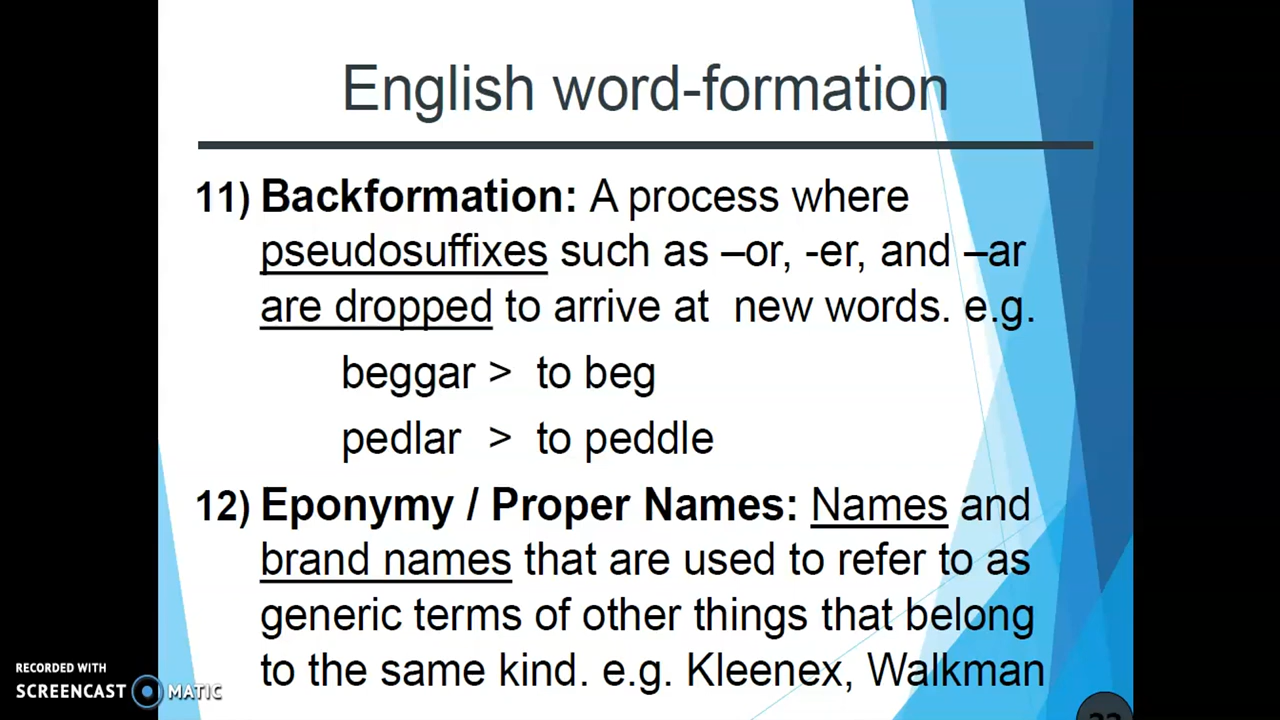 English word-formation
11) Backformation: A process where
pseudosuffixes such as –or, -er, and –ar
are dropped to arrive at new words. e.g.
beggar > to beg
pedlar > to peddle
12) Eponymy / Proper Names: Names and
brand names that are used to refer to as
generic terms of other things that belong
to the same kind. e.g. Kleenex, Walkman
RECORDED WITH
SCREENCAST MATIC